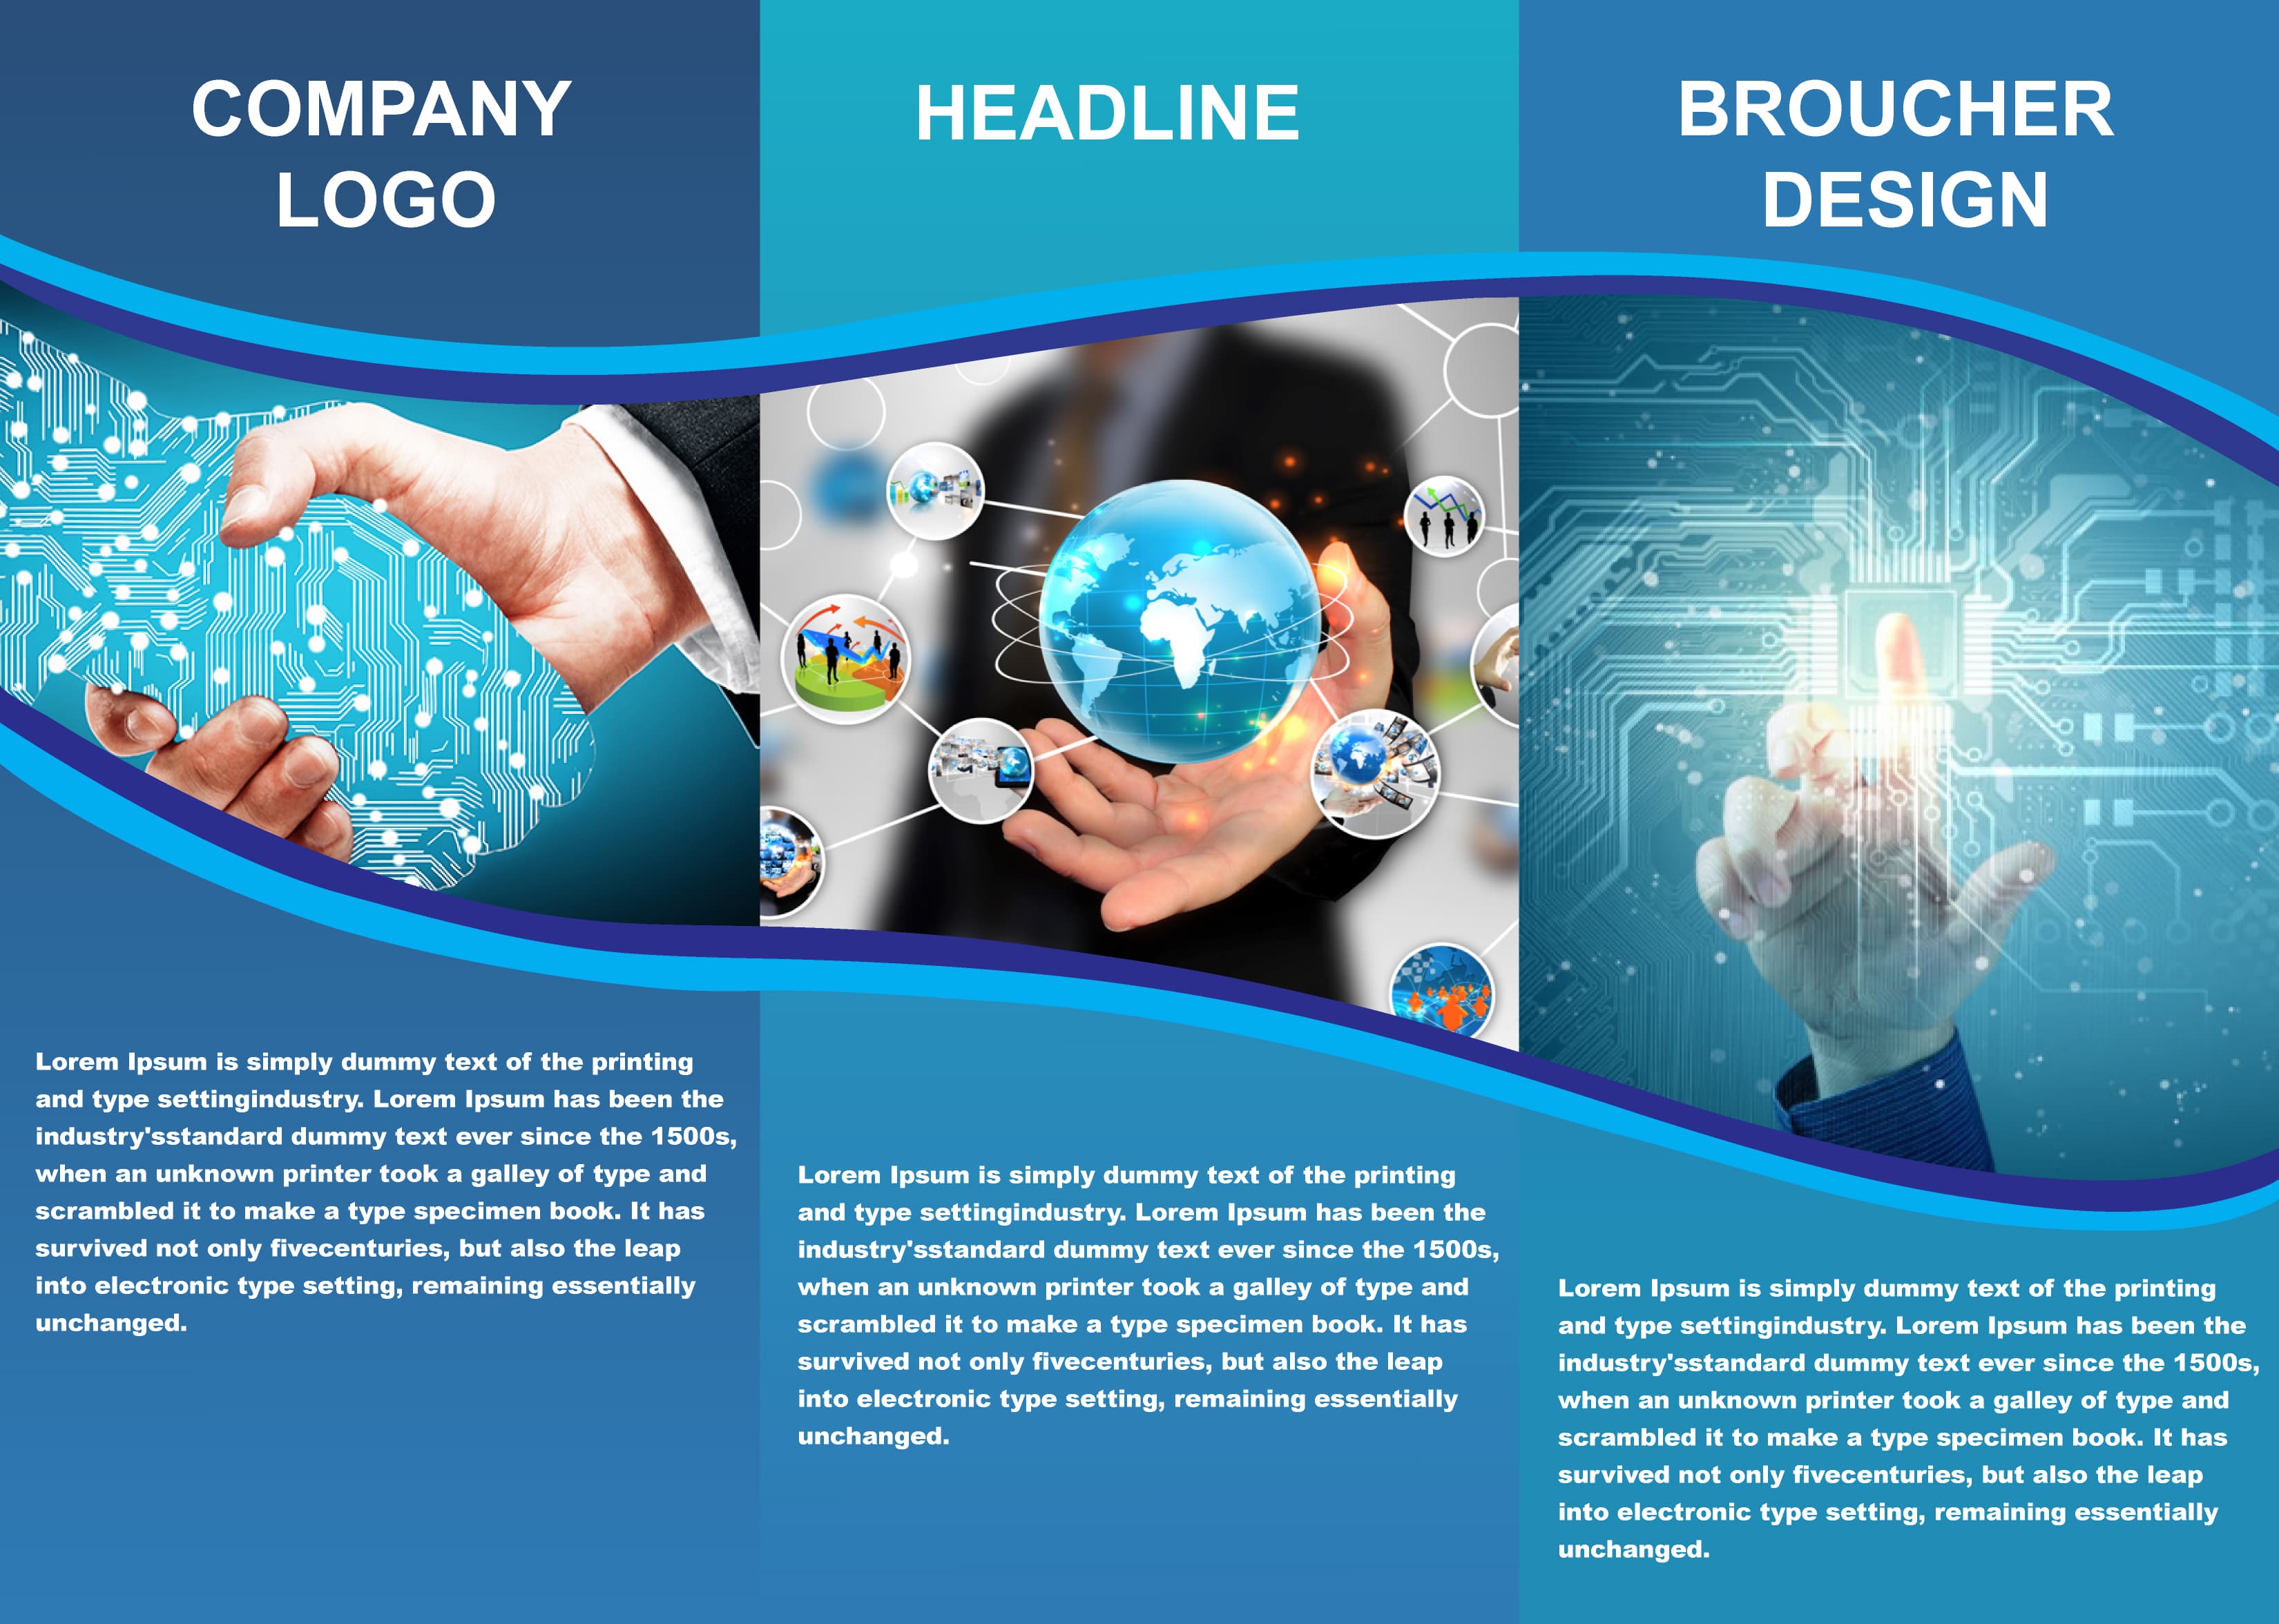 COMPANY
LOGO
Lorem Ipsum is simply dummy text of the printing
and type settingindustry. Lorem Ipsum has been the
industry'sstandard dummy text ever since the 1500s,
when an unknown printer took a galley of type and
scrambled it to make a type specimen book. It has
survived not only fivecenturies, but also the leap
into electronic type setting, remaining essentially
unchanged.
HEADLINE
Lorem Ipsum is simply dummy text of the printing
and type settingindustry. Lorem Ipsum has been the
industry'sstandard dummy text ever since the 1500s,
when an unknown printer took a galley of type and
scrambled it to make a type specimen book. It has
survived not only fivecenturies, but also the leap
into electronic type setting, remaining essentially
unchanged.
BROUCHER
DESIGN
Lorem Ipsum is simply dummy text of the printing
and type settingindustry. Lorem Ipsum has been the
industry'sstandard dummy text ever since the 1500s,
when an unknown printer took a galley of type and
scrambled it to make a type specimen book. It has
survived not only fivecenturies, but also the leap
into electronic type setting, remaining essentially
unchanged.